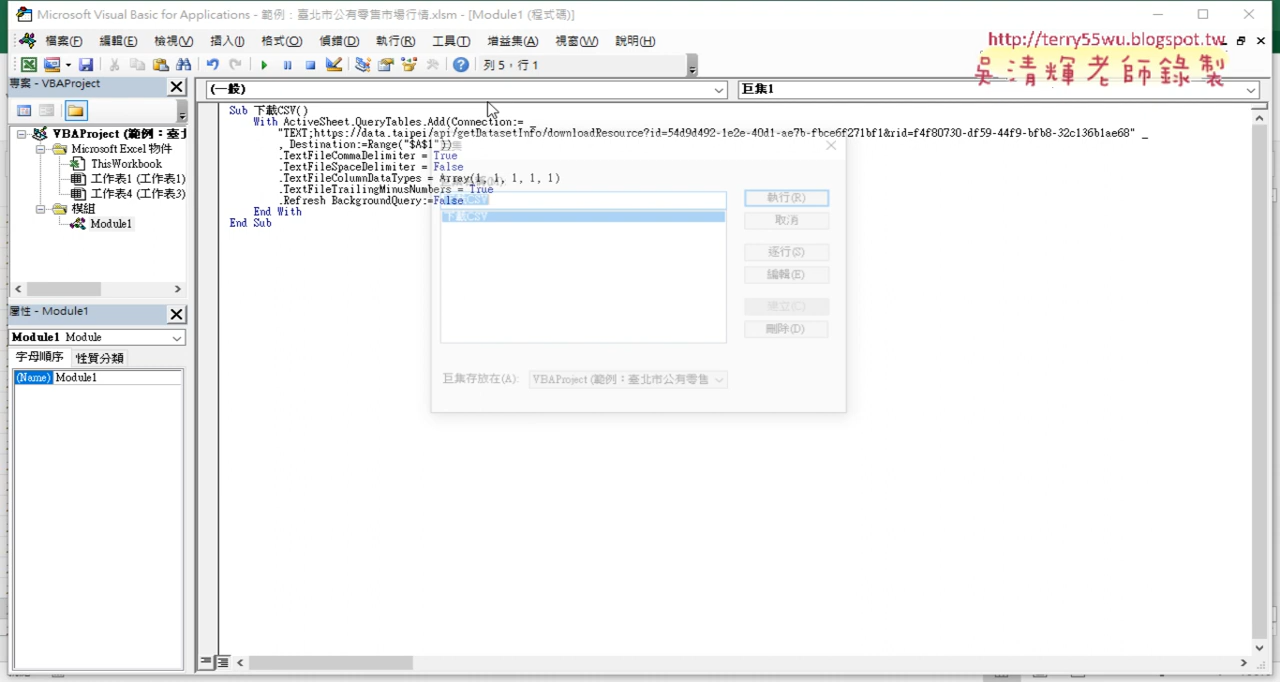 Microsoft Visual Basic for Applications - 範例：臺北市公有零售市場行情.xlsm - [Module1 (程式碼)]
檔案(F) 編輯(E) 檢視(V) 插入(I) 格式(O) 偵錯(D) 執行(R) 工具(T) 增益集(A) 視窗(W) 說明(H)
http://terry55wu.blogspot.tw
吳清輝老師錄製
列 5，行 1
專案 - VBAProject
(一般)
巨集1
VBAProject (範例：臺北
Microsoft Excel 物件
ThisWorkbook
工作表1 (工作表1)
工作表4 (工作表3)
模組
Module1
Sub 下載CSV()
With ActiveSheet.QueryTables.Add(Connection:= _
"TEXT;https://data.taipei/api/getDatasetInfo/downloadResource?id=54d9d492-1e2e-40d1-ae7b-fbce6f271bf1&rid=f4f80730-df59-44f9-bfb8-32c136b1ae68" _
, Destination:=Range("$A$1"))
.TextFileCommaDelimiter = True
.TextFileSpaceDelimiter = False
.TextFileColumnDataTypes = Array(1, 1, 1, 1, 1)
.TextFileTrailingMinusNumbers = True
.Refresh BackgroundQuery:=False
End With
End Sub
下載CSV
執行(R)
取消
逐行(S)
編輯(E)
建立(C)
刪除(D)
巨集存放在(A):
VBAProject (範例：臺北市公有零售
屬性 - Module1
Module1 Module
字母順序 性質分類
(Name) Module1